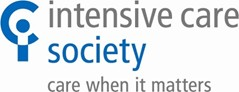 intensive care
society
care when it matters